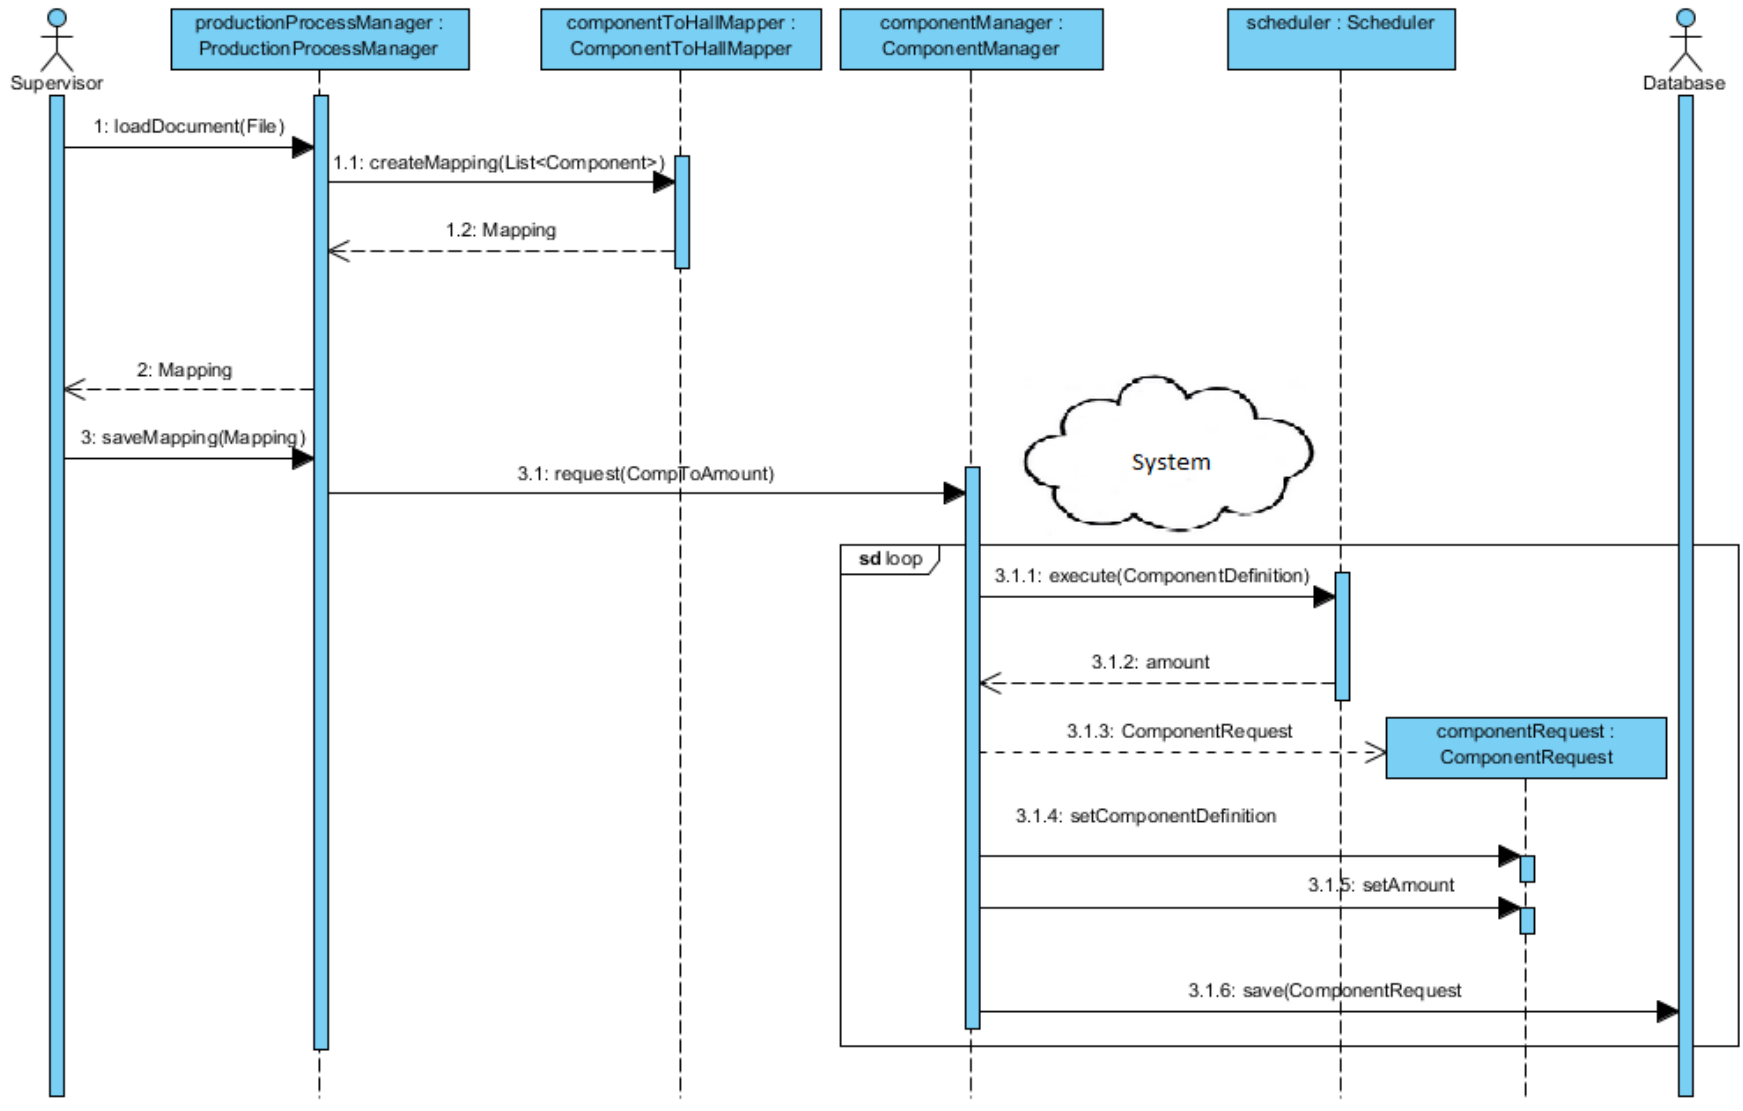 productionProcessManager :
ProductionProcessManager
componentToHallMapper :
ComponentToHallMapper
componentManager :
ComponentManager
scheduler : Scheduler
Supervisor
Database
1: loadDocument(File)
1.1: createMapping(List<Component>)
1.2: Mapping
2: Mapping
3: saveMapping(Mapping)
3.1: request(CompToAmount)
System
sd loop
3.1.1: execute(ComponentDefinition)
3.1.2: amount
3.1.3: ComponentRequest
componentRequest :
ComponentRequest
3.1.4: setComponentDefinition
3.1.5: setAmount
3.1.6: save(ComponentRequest